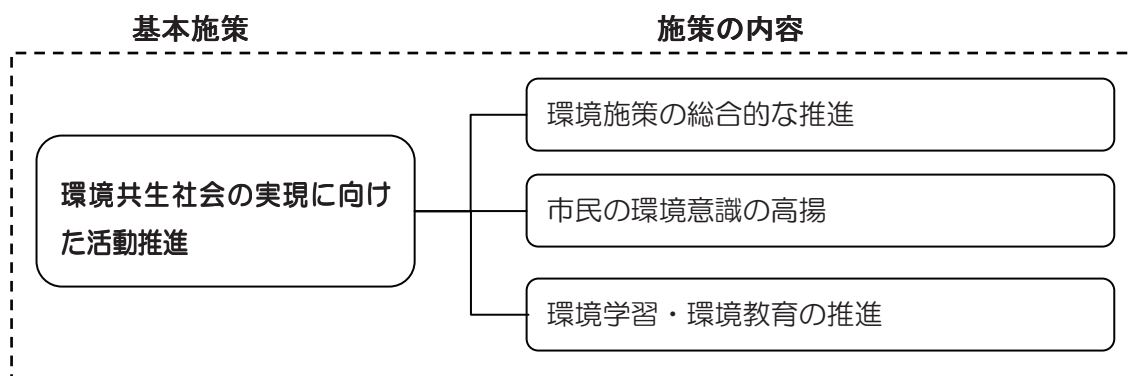 基本施策
施策の内容
環境共生社会の実現に向け
た活動推進
環境施策の総合的な推進
市民の環境意識の高揚
環境学習・環境教育の推進